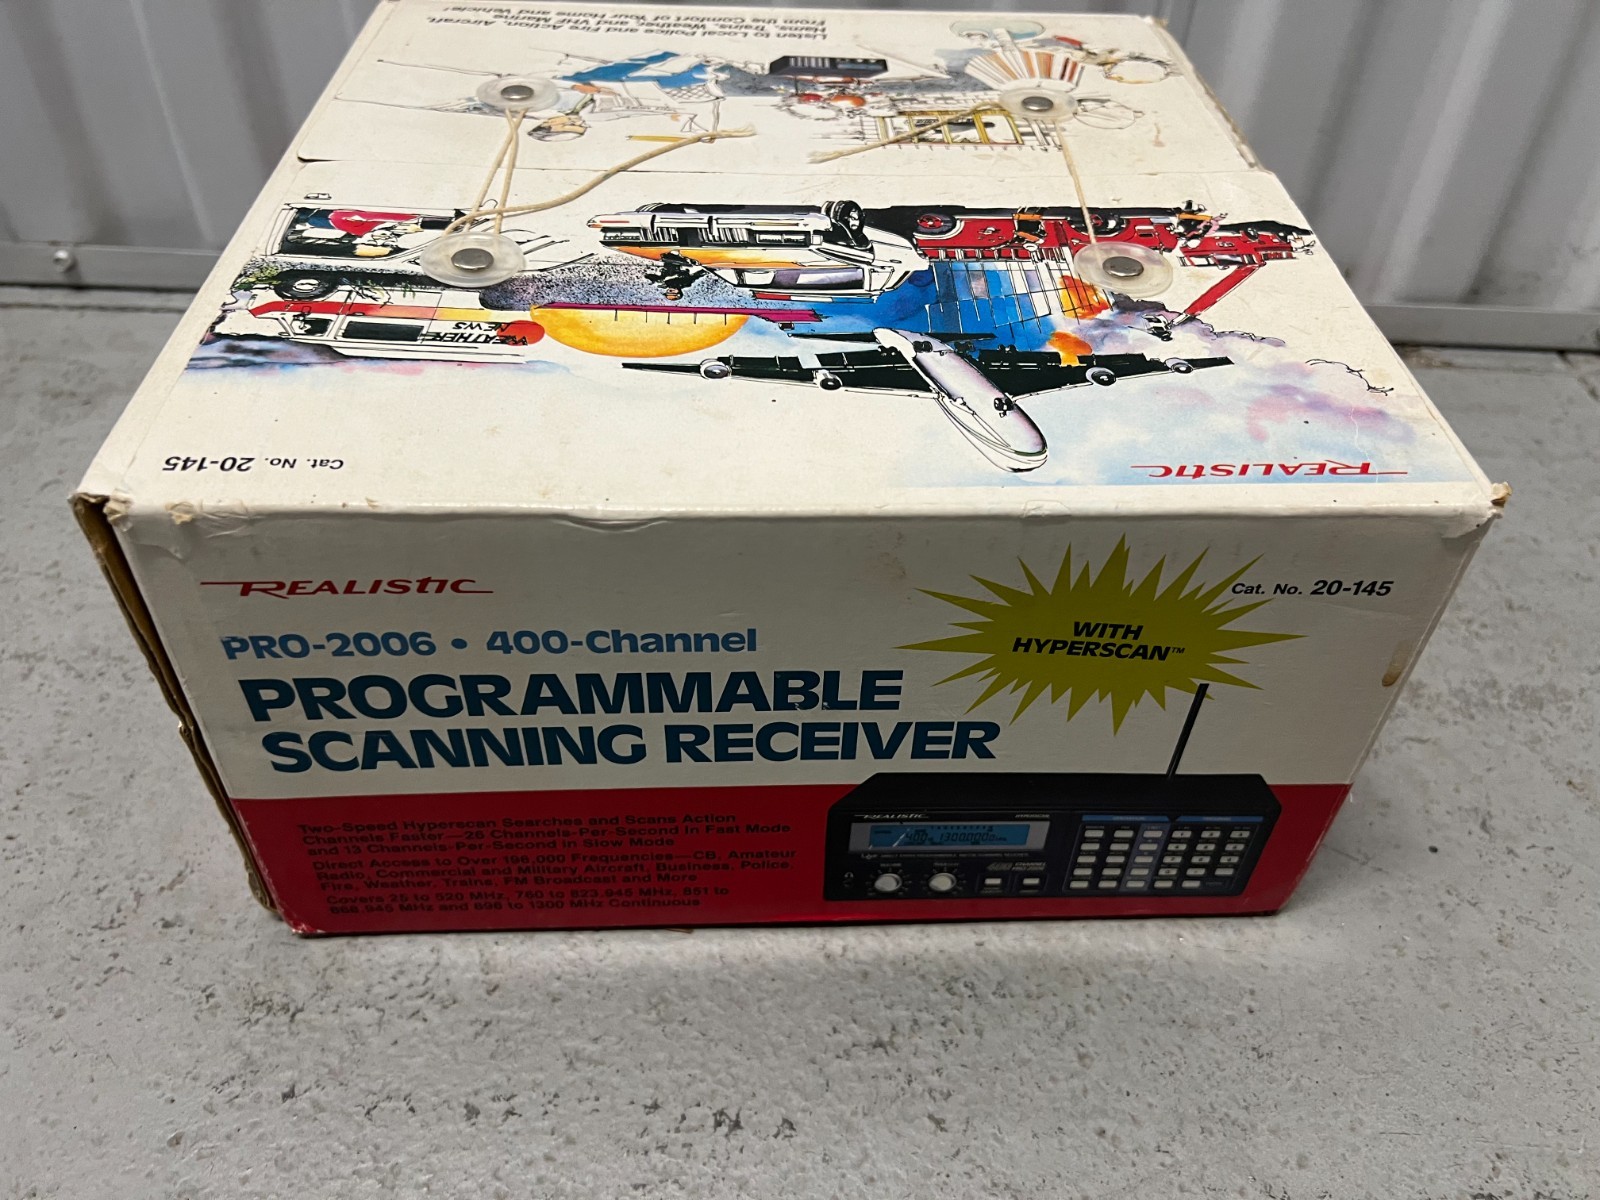 Listen to Local Police and Fire Action, Aircraft,
Hams, Trains, Weather, and VHF Marine
From the Comfort of Your Home and Vehicle!
WEATHER
NEWS
Cat. No. 20-145
REALISTIC
REALISTIC
PRO-2006 • 400-Channel
PROGRAMMABLE
SCANNING RECEIVER
WITH
HYPERSCAN™
Cat. No. 20-145
Two-Speed Hyperscan Searches and Scans Action
Channels Faster—26 Channels-Per-Second In Fast Mode
and 13 Channels-Per-Second in Slow Mode
Direct Access to Over 196,000 Frequencies—CB, Amateur
Radio, Commercial and Military Aircraft, Business, Police,
Fire, Weather, Trains, FM Broadcast and More
Covers 25 to 520 MHz, 760 to 823.945 MHz, 851 to
868.945 MHz and 896 to 1300 MHz Continuous
REALISTIC
400 1300.000